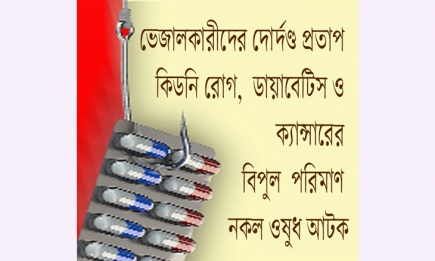 ভেজালকারীদের দোর্দণ্ড প্রতাপ
কিডনি রোগ, ডায়াবেটিস ও
ক্যান্সারের
বিপুল পরিমাণ
নকল ওষুধ আটক